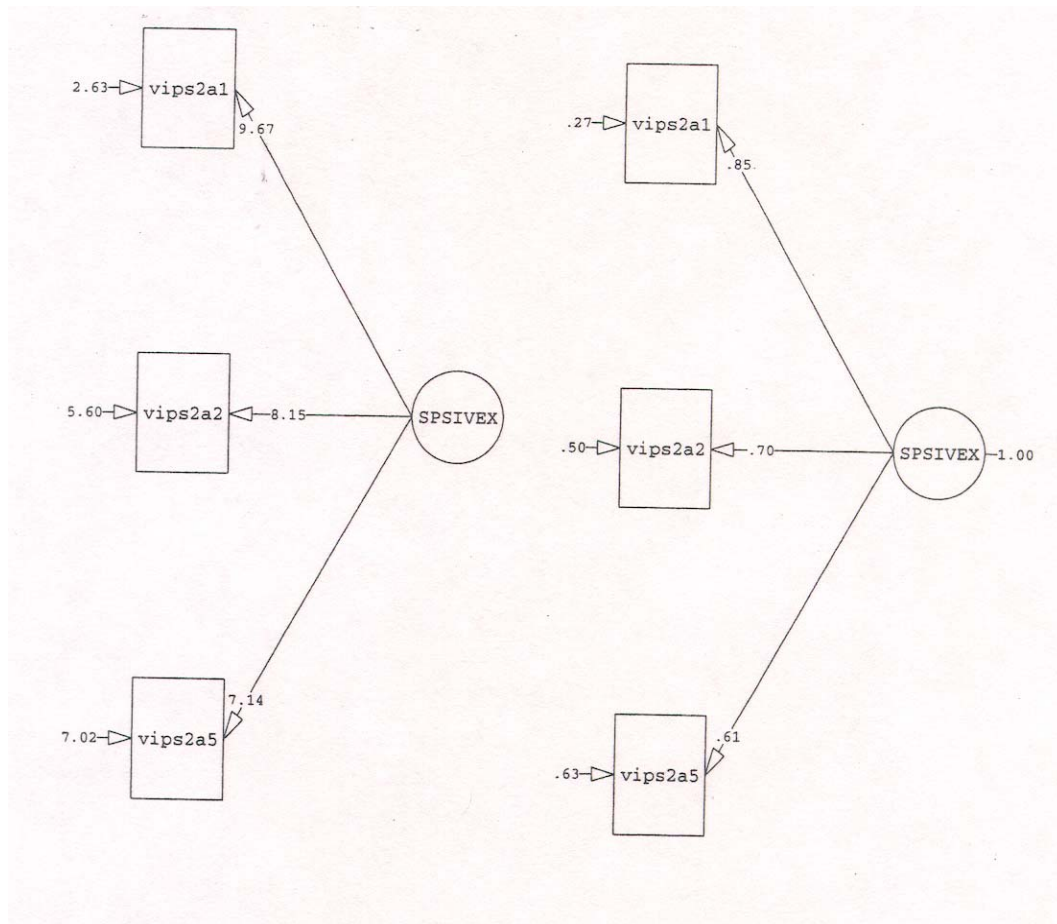 2.63
vips2a1
9.67
5.60
vips2a2
8.15
SPSIVEX
7.02
vips2a5
7.14
.27
vips2a1
.85
.50
vips2a2
.70
SPSIVEX
1.00
.63
vips2a5
.61